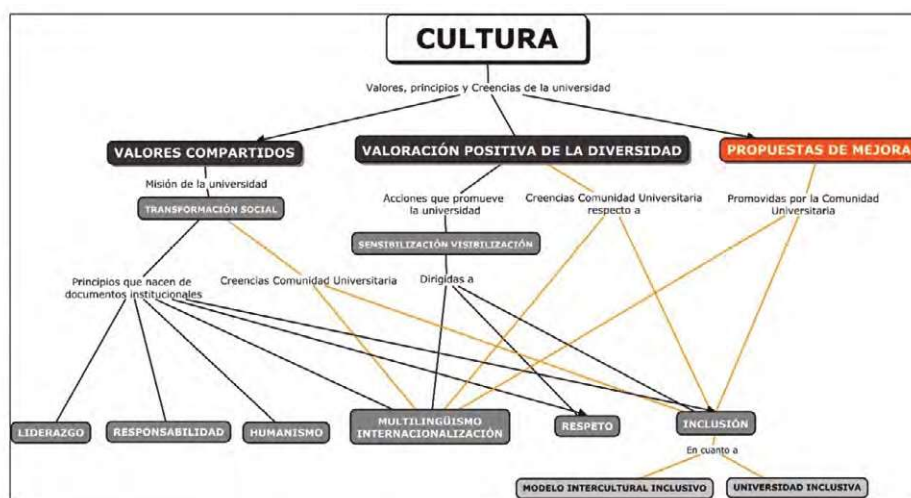 CULTURA
Valores, principios y Creencias de la universidad
VALORES COMPARTIDOS
VALORACIÓN POSITIVA DE LA DIVERSIDAD
PROPUESTAS DE MEJORA
Misión de la universidad
TRANSFORMACIÓN SOCIAL
Acciones que promueve
la universidad
Creencias Comunidad Universitaria
respecto a
Promovidas por la Comunidad
Universitaria
SENSIBILIZACIÓN VISIBILIZACIÓN
Principios que nacen de
documentos institucionales
Creencias Comunidad Universitaria
Dirigidas a
LIDERAZGO
RESPONSABILIDAD
HUMANISMO
MULTILINGÜISMO
INTERNACIONALIZACIÓN
RESPETO
INCLUSIÓN
En cuanto a
MODELO INTERCULTURAL INCLUSIVO
UNIVERSIDAD INCLUSIVA